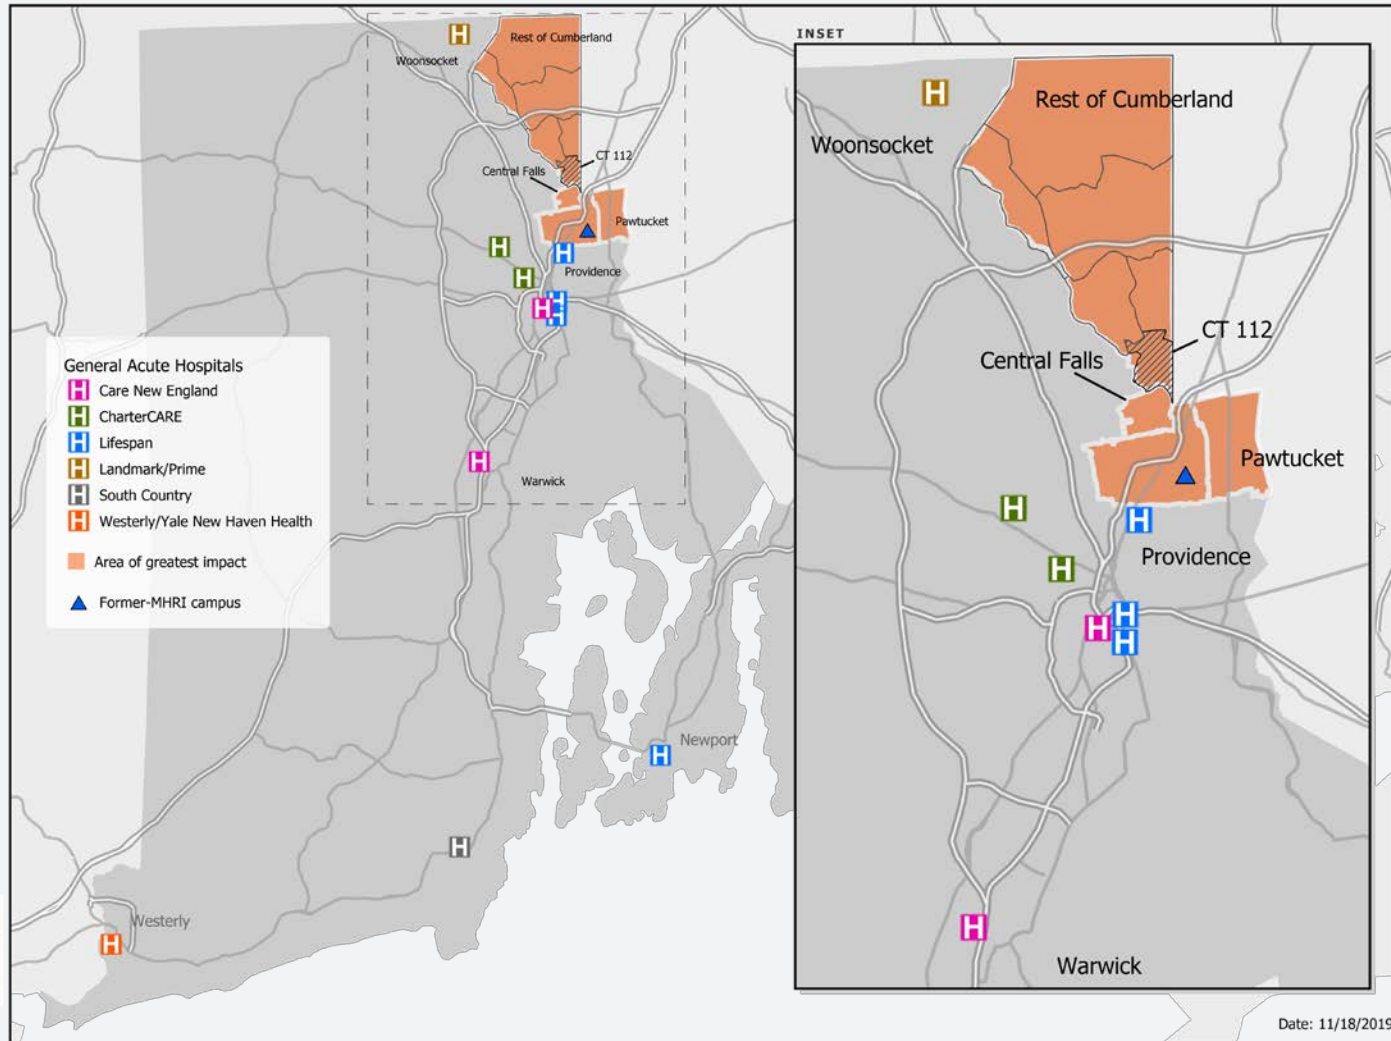 Rest of Cumberland
Woonsocket
CT 112
Central Falls
Pawtucket
H
H
H
Providence
H
H
H
H
General Acute Hospitals
H Care New England
H CharterCARE
H Lifespan
H Landmark/Prime
H South Country
H Westerly/Yale New Haven Health
Area of greatest impact
Former-MHRI campus
H
Warwick
Newport
H
H
Westerly
H
INSET
H
Rest of Cumberland
Woonsocket
CT 112
Central Falls
Pawtucket
H
H
Providence
H
H
H
H
H
Warwick
Date: 11/18/2019